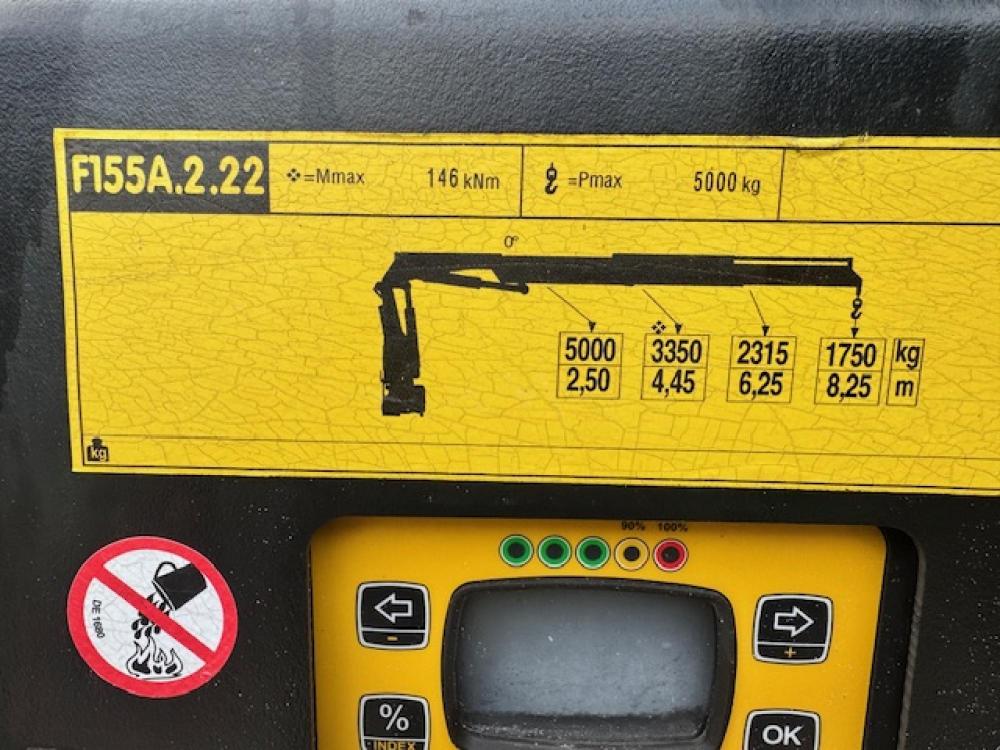 F155A.2.22 ❖=Mmax 146 kNm =Pmax 5000 kg
0°
❖
5000 3350 2315 1750 kg
2,50 4,45 6,25 8,25 m
kg
90% 100%
DE 1680
-
+
% OK
INDEX